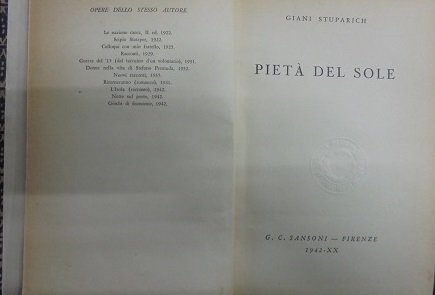 OPERE DELLO STESSO AUTORE
La nazione ceca, II ed. 1922.
Scipio Slataper, 1922.
Colloqui con mio fratello, 1925.
Racconti, 1929.
Guerra del '15 (dal taccuino d'un volontario), 1931.
Donne nella vita di Stefano Premuda, 1932.
Nuovi racconti, 1935.
Ritorneranno (romanzo), 1941.
L'Isola (racconto), 1942.
Notte sul porto, 1942.
Giochi di fisonomie, 1942.
GIANI STUPARICH
PIETÀ DEL SOLE
G. C. SANSONI — FIRENZE
1942-XX